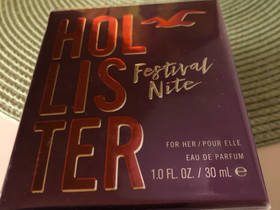 HOL
LIS
TER
Festival
Nite
FOR HER / POUR ELLE
EAU DE PARFUM
1.0 FL. OZ. / 30 mL e